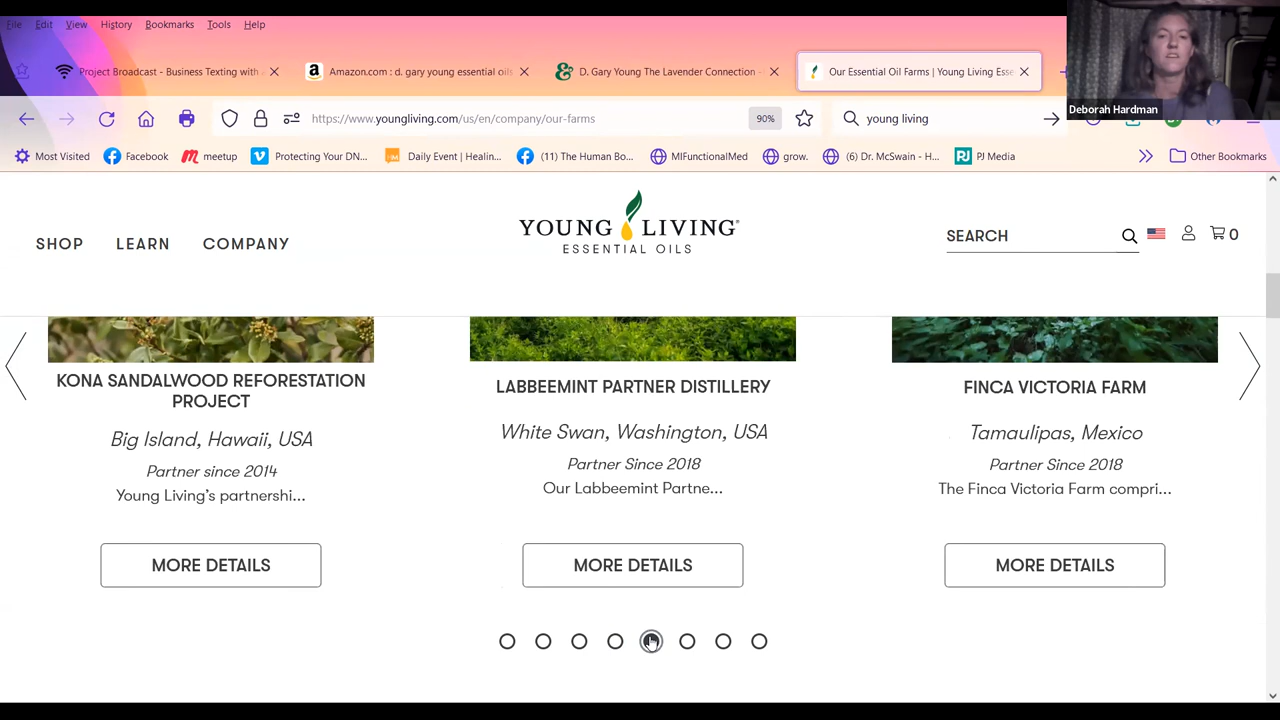 File Edit View History Bookmarks Tools Help
Project Broadcast - Business Texting with
Amazon.com : d. gary young essential oils
D. Gary Young The Lavender Connection -
Our Essential Oil Farms | Young Living Esse
Deborah Hardman
https://www.youngliving.com/us/en/company/our-farms
90%
young living
Most Visited
Facebook
meetup
Protecting Your DN...
Daily Event | Healin...
(11) The Human Bo...
MIFunctionalMed
grow.
(6) Dr. McSwain - H...
PJ Media
Other Bookmarks
SHOP LEARN COMPANY
YOUNG LIVING®
ESSENTIAL OILS
SEARCH
0
KONA SANDALWOOD REFORESTATION
PROJECT
Big Island, Hawaii, USA
Partner since 2014
Young Living’s partnershi...
MORE DETAILS
LABBEEMINT PARTNER DISTILLERY
White Swan, Washington, USA
Partner Since 2018
Our Labbeemint Partne...
MORE DETAILS
FINCA VICTORIA FARM
Tamaulipas, Mexico
Partner Since 2018
The Finca Victoria Farm compri...
MORE DETAILS